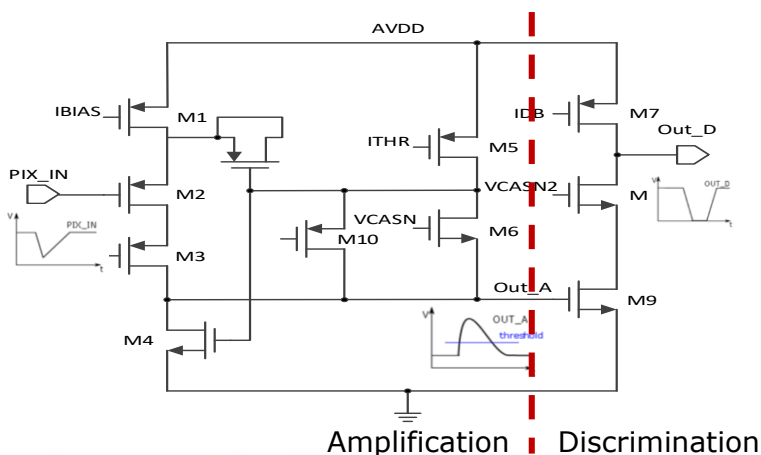 AVDD
IBIAS
M1
IDB
M7
Out_D
ITHR
M5
PIX_IN
M2
VCASN2
M
V
OUT_D
t
V
PIX_IN
t
M3
M10
VCASN
M6
Out_A
M9
M4
V
OUT_A
threshold
t
Amplification
Discrimination